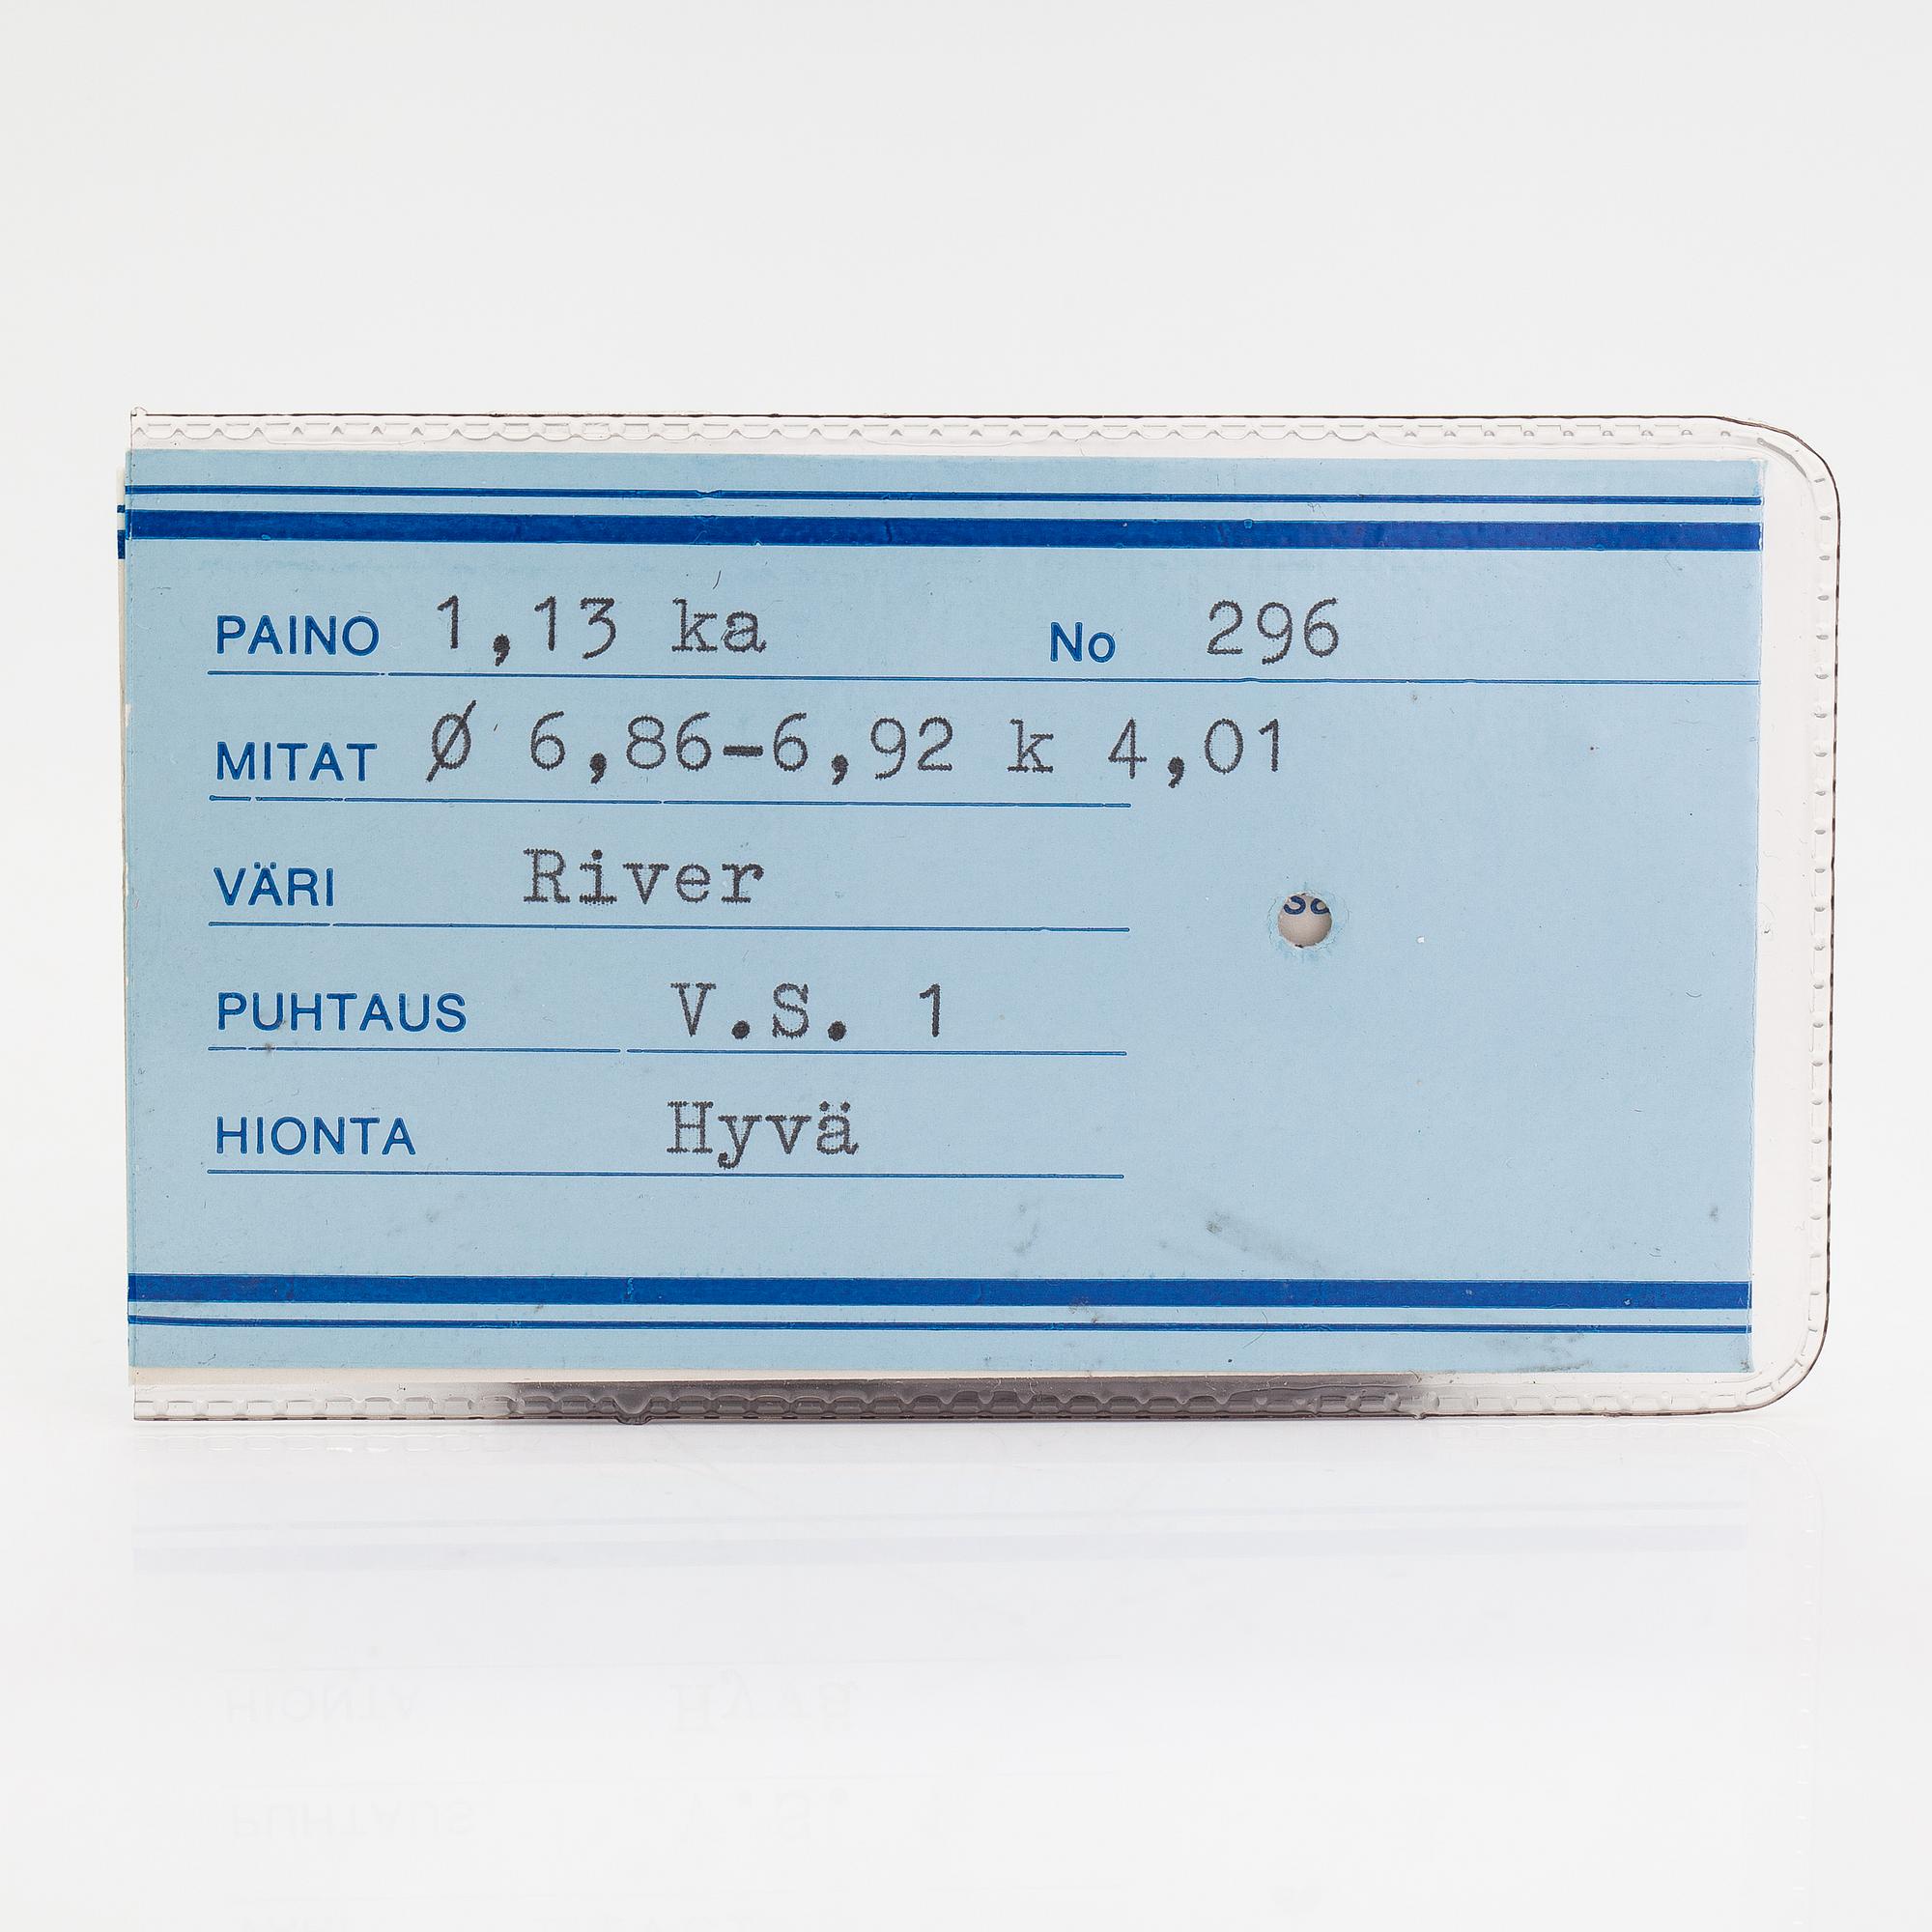 PAINO 1,13 ka No 296
MITAT Ø 6,86-6,92 k 4,01
VÄRI River
PUHTAUS V.S. 1
HIONTA Hyvä